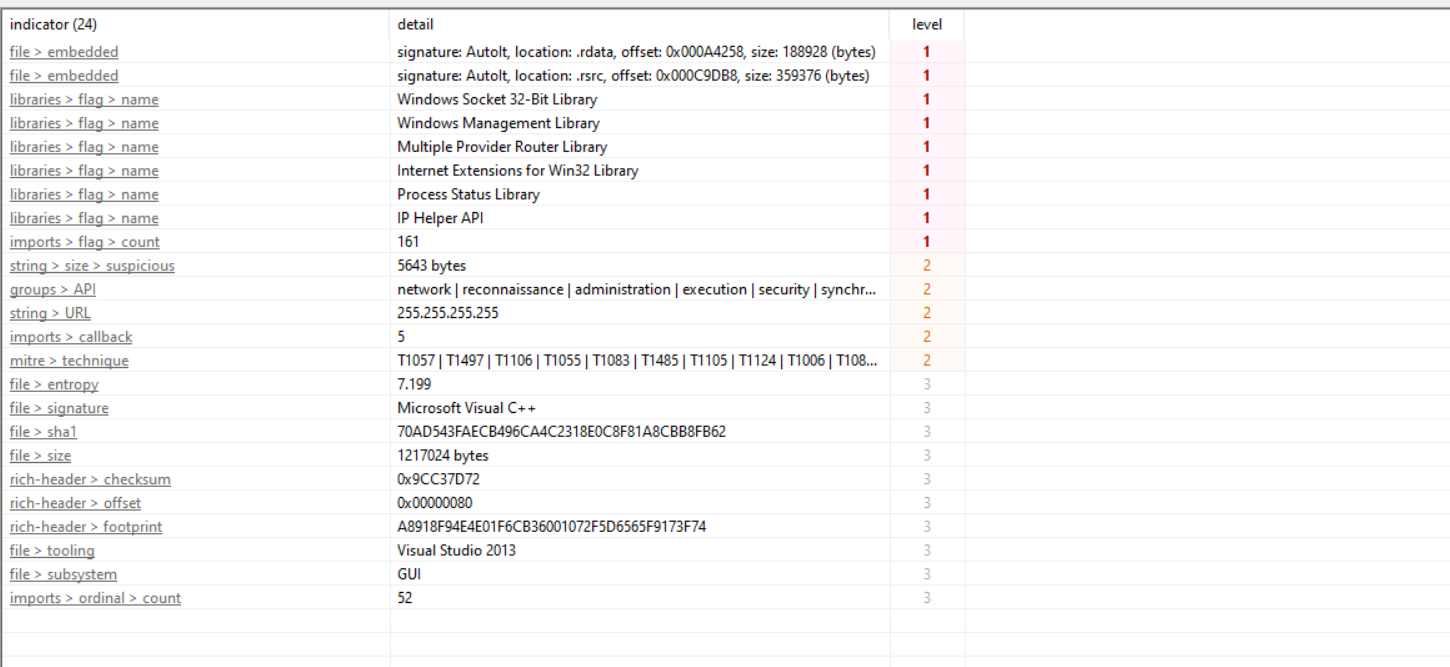 indicator (24) detail level
file > embedded signature: AutoIt, location: .rdata, offset: 0x000A4258, size: 188928 (bytes) 1
file > embedded signature: AutoIt, location: .rsrc, offset: 0x000C9DB8, size: 359376 (bytes) 1
libraries > flag > name Windows Socket 32-Bit Library 1
libraries > flag > name Windows Management Library 1
libraries > flag > name Multiple Provider Router Library 1
libraries > flag > name Internet Extensions for Win32 Library 1
libraries > flag > name Process Status Library 1
libraries > flag > name IP Helper API 1
imports > flag > count 161 1
string > size > suspicious 5643 bytes 2
groups > API network | reconnaissance | administration | execution | security | synchr... 2
string > URL 255.255.255.255 2
imports > callback 5 2
mitre > technique T1057 | T1497 | T1106 | T1055 | T1083 | T1485 | T1105 | T1124 | T1006 | T108... 2
file > entropy 7.199 3
file > signature Microsoft Visual C++ 3
file > sha1 70AD543FAECB496CA4C2318E0C8F81A8CBB8FB62 3
file > size 1217024 bytes 3
rich-header > checksum 0x9CC37D72 3
rich-header > offset 0x00000080 3
rich-header > footprint A8918F94E4E01F6CB36001072F5D6565F9173F74 3
file > tooling Visual Studio 2013 3
file > subsystem GUI 3
imports > ordinal > count 52 3